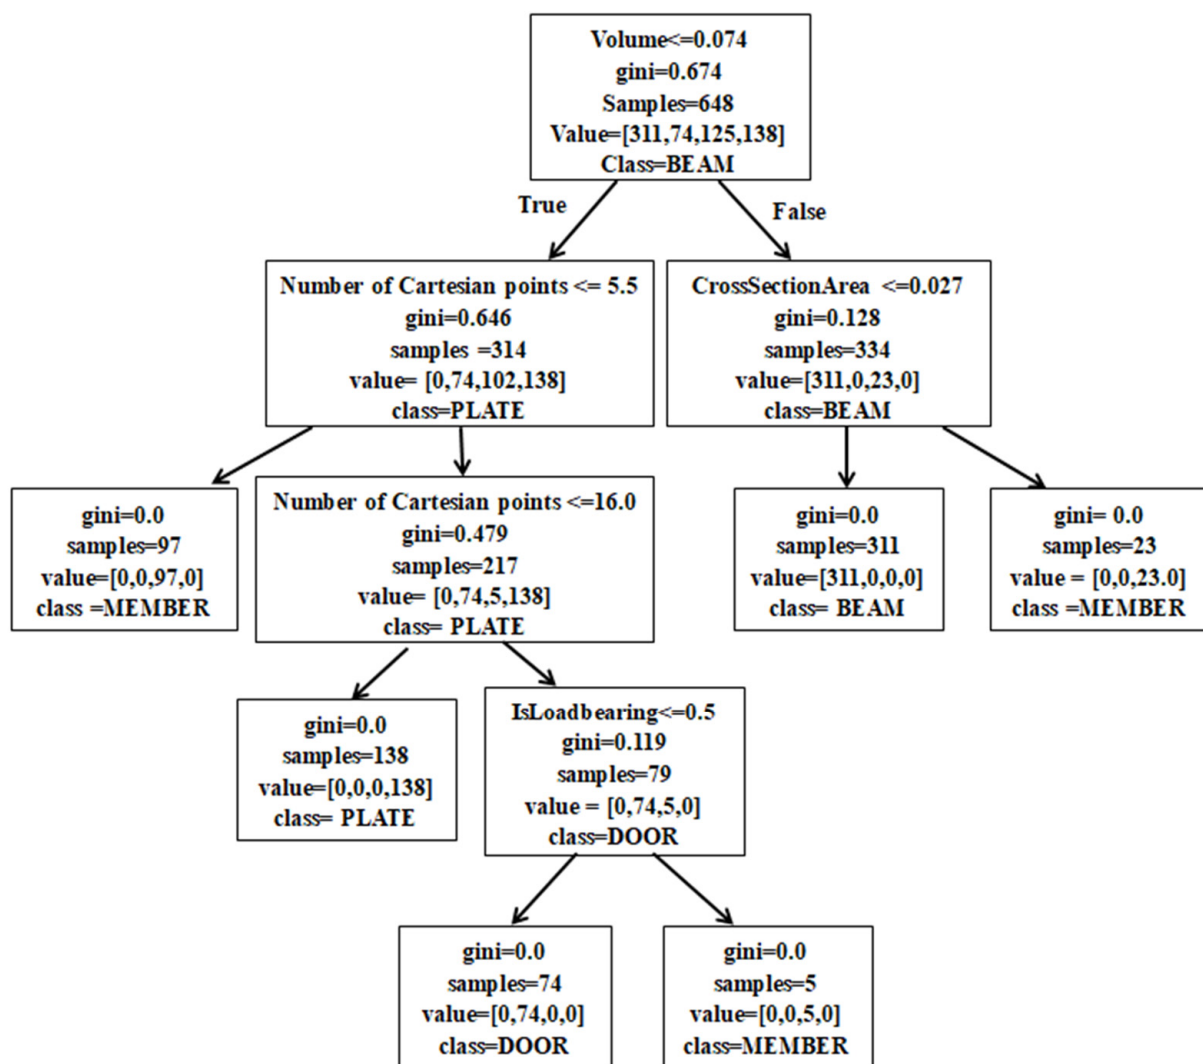 Volume<=0.074
gini=0.674
Samples=648
Value=[311,74,125,138]
Class=BEAM
True
False
Number of Cartesian points <= 5.5
gini=0.646
samples =314
value= [0,74,102,138]
class=PLATE
CrossSectionArea <=0.027
gini=0.128
samples=334
value=[311,0,23,0]
class=BEAM
gini=0.0
samples=97
value=[0,0,97,0]
class =MEMBER
Number of Cartesian points <=16.0
gini=0.479
samples=217
value= [0,74,5,138]
class= PLATE
gini=0.0
samples=311
value=[311,0,0,0]
class= BEAM
gini= 0.0
samples=23
value = [0,0,23.0]
class =MEMBER
gini=0.0
samples=138
value=[0,0,0,138]
class= PLATE
IsLoadbearing<=0.5
gini=0.119
samples=79
value = [0,74,5,0]
class=DOOR
gini=0.0
samples=74
value=[0,74,0,0]
class=DOOR
gini=0.0
samples=5
value=[0,0,5,0]
class=MEMBER